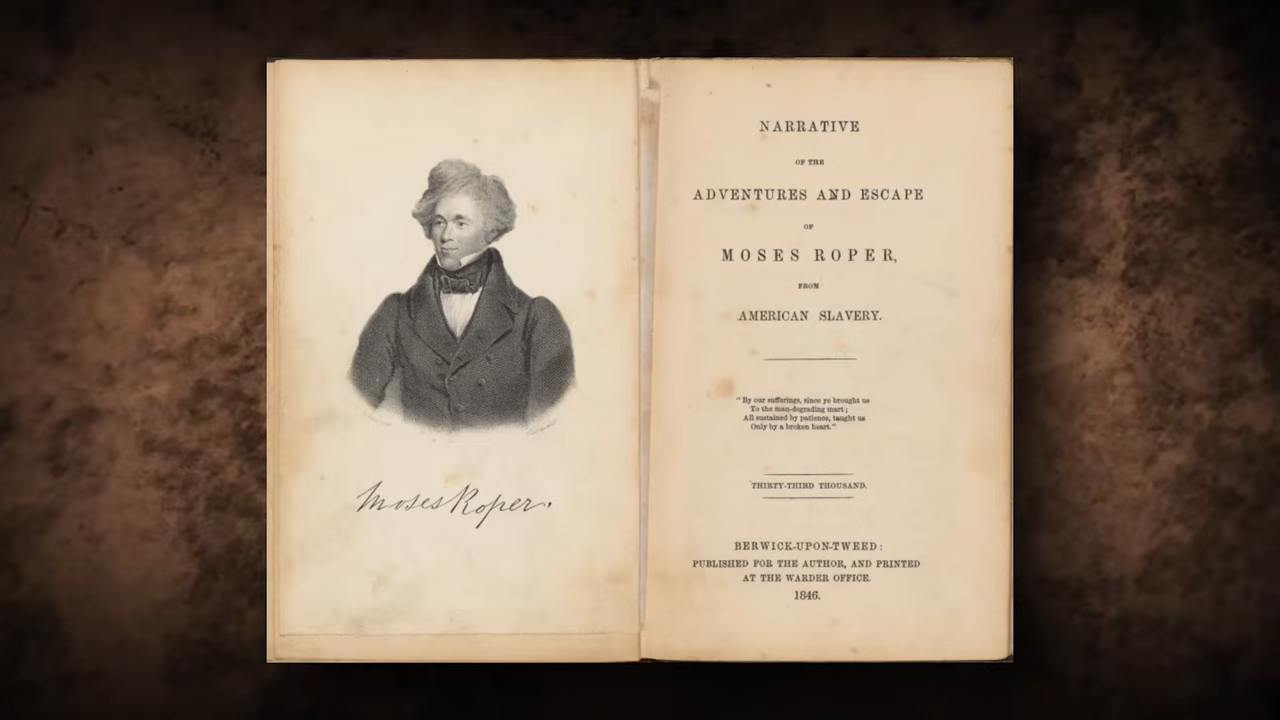 Moses Roper.
NARRATIVE
OF THE
ADVENTURES AND ESCAPE
OF
MOSES ROPER,
FROM
AMERICAN SLAVERY.
"By our sufferings, since ye brought us
To the man-degrading mart;
All sustained by patience, taught us
Only by a broken heart."
THIRTY-THIRD THOUSAND.
BERWICK-UPON-TWEED:
PUBLISHED FOR THE AUTHOR, AND PRINTED
AT THE WARDER OFFICE.
1846.